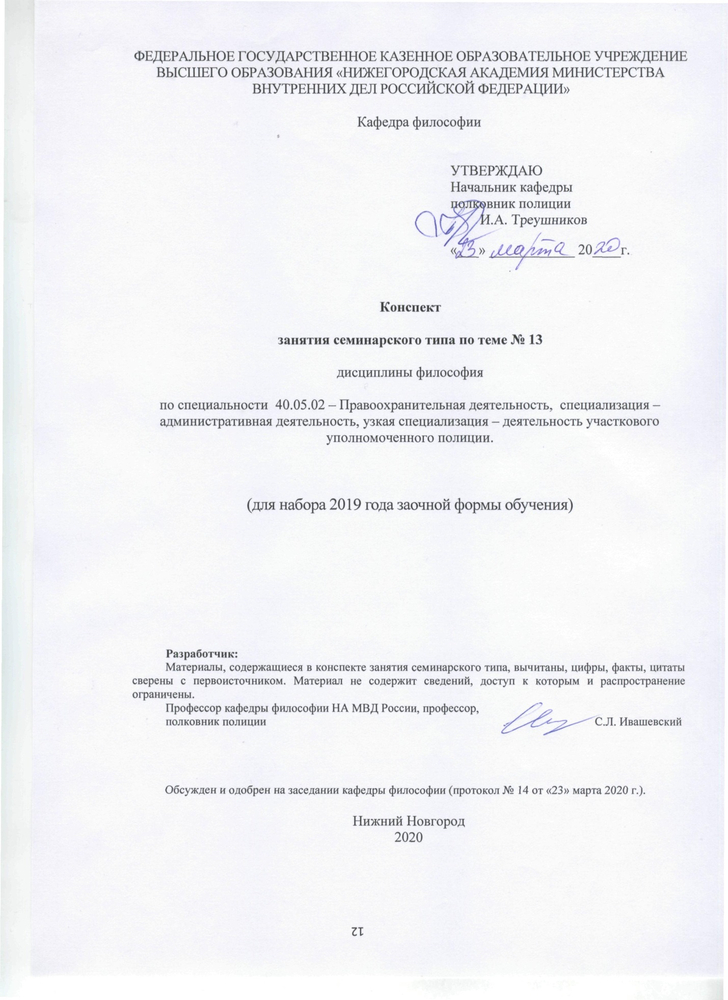 ФЕДЕРАЛЬНОЕ ГОСУДАРСТВЕННОЕ КАЗЕННОЕ ОБРАЗОВАТЕЛЬНОЕ УЧРЕЖДЕНИЕ
ВЫСШЕГО ОБРАЗОВАНИЯ «НИЖЕГОРОДСКАЯ АКАДЕМИЯ МИНИСТЕРСТВА
ВНУТРЕННИХ ДЕЛ РОССИЙСКОЙ ФЕДЕРАЦИИ»
Кафедра философии
УТВЕРЖДАЮ
Начальник кафедры
полковник полиции
И.А. Треушников
«23» марта 2020 г.
Конспект
занятия семинарского типа по теме № 13
дисциплины философия
по специальности 40.05.02 – Правоохранительная деятельность, специализация –
административная деятельность, узкая специализация – деятельность участкового
уполномоченного полиции.
(для набора 2019 года заочной формы обучения)
Разработчик:
Материалы, содержащиеся в конспекте занятия семинарского типа, вычитаны, цифры, факты, цитаты
сверены с первоисточником. Материал не содержит сведений, доступ к которым и распространение
ограничены.
Профессор кафедры философии НА МВД России, профессор,
полковник полиции С.Л. Ивашевский
Обсужден и одобрен на заседании кафедры философии (протокол № 14 от «23» марта 2020 г.).
Нижний Новгород
2020
12